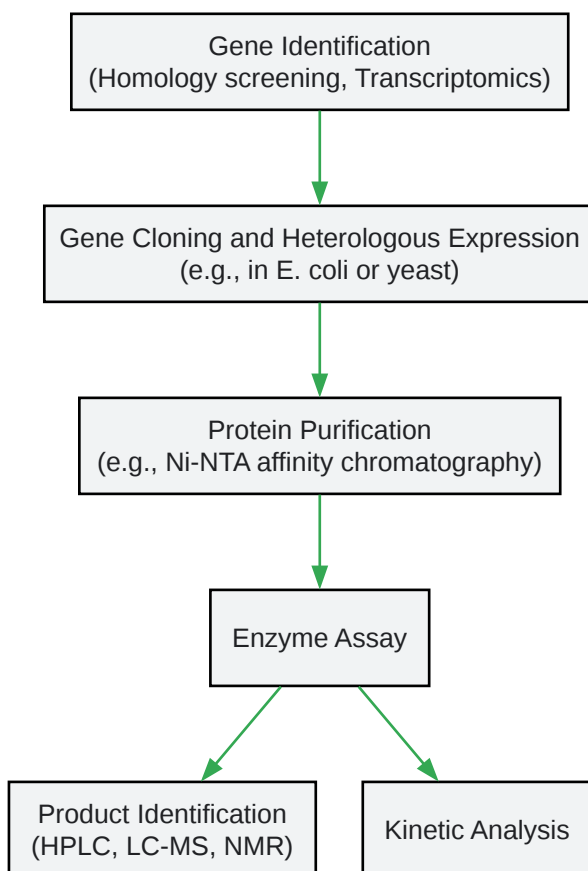 Gene Identification
(Homology screening, Transcriptomics)
Gene Cloning and Heterologous Expression
(e.g., in E. coli or yeast)
Protein Purification
(e.g., Ni-NTA affinity chromatography)
Enzyme Assay
Product Identification
(HPLC, LC-MS, NMR)
Kinetic Analysis